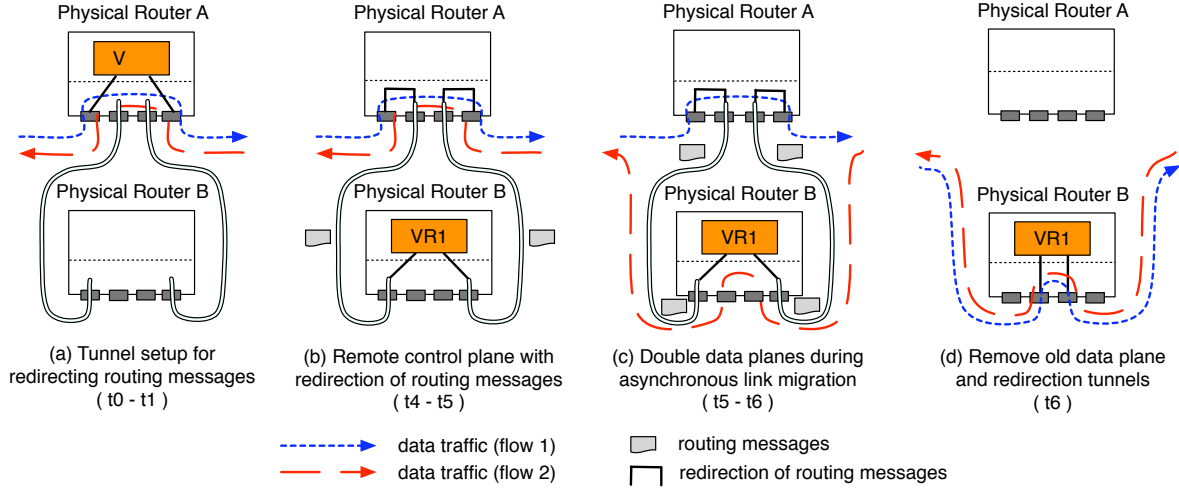 Physical Router A
V
Physical Router B
(a) Tunnel setup for
redirecting routing messages
( t0 - t1 )
Physical Router A
Physical Router B
VR1
(b) Remote control plane with
redirection of routing messages
( t4 - t5 )
Physical Router A
Physical Router B
VR1
(c) Double data planes during
asynchronous link migration
( t5 - t6 )
Physical Router A
Physical Router B
VR1
(d) Remove old data plane
and redirection tunnels
( t6 )
data traffic (flow 1)
data traffic (flow 2)
routing messages
redirection of routing messages